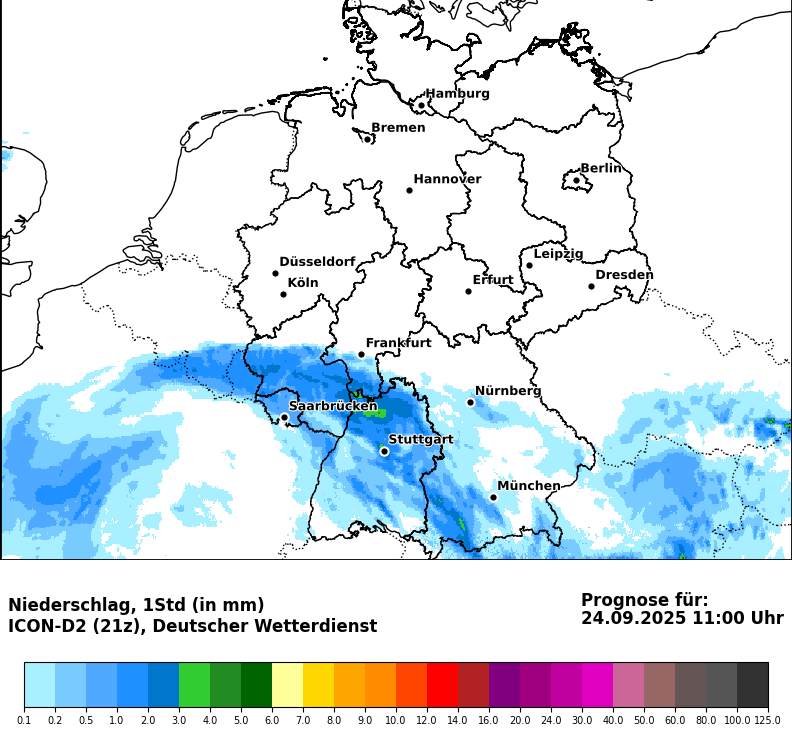 Hamburg
Bremen
Berlin
Hannover
Leipzig
Düsseldorf
Dresden
Köln
Erfurt
Frankfurt
Nürnberg
Saarbrücken
Stuttgart
München
Niederschlag, 1Std (in mm)
ICON-D2 (21z), Deutscher Wetterdienst
Prognose für:
24.09.2025 11:00 Uhr
0.1 0.2 0.5 1.0 2.0 3.0 4.0 5.0 6.0 7.0 8.0 9.0 10.0 12.0 14.0 16.0 20.0 24.0 30.0 40.0 50.0 60.0 80.0 100.0 125.0